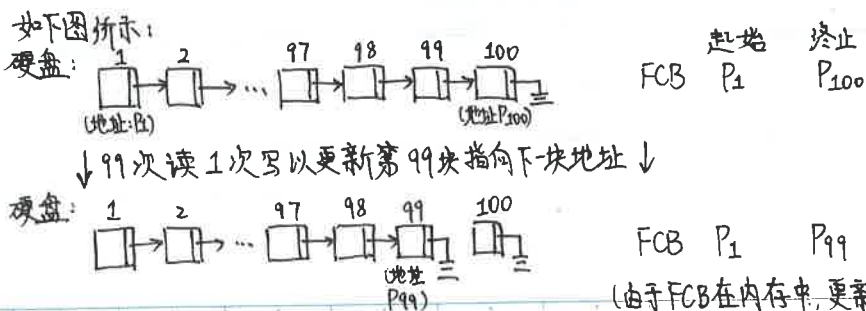 如下图所示：
硬盘： 1 2 … 97 98 99 100 起始 终止
FCB P1 P100
(地址:P1) (地址P100)
↓99次读1次写以更新第99块指向下一块地址↓
硬盘： 1 2 … 97 98 99 100
FCB P1 P99
(地址P99)
(由于FCB在内存中,更新